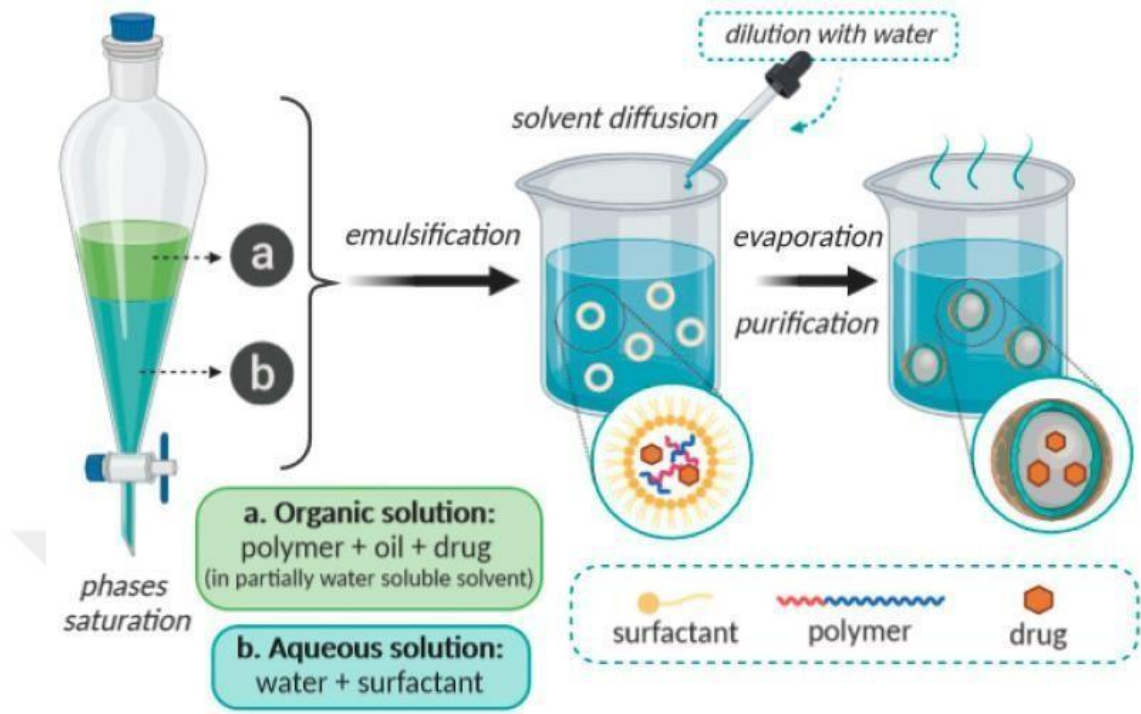 dilution with water
solvent diffusion
a
emulsification
evaporation
purification
b
a. Organic solution:
polymer + oil + drug
(in partially water soluble solvent)
phases
saturation
b. Aqueous solution:
water + surfactant
surfactant
polymer
drug